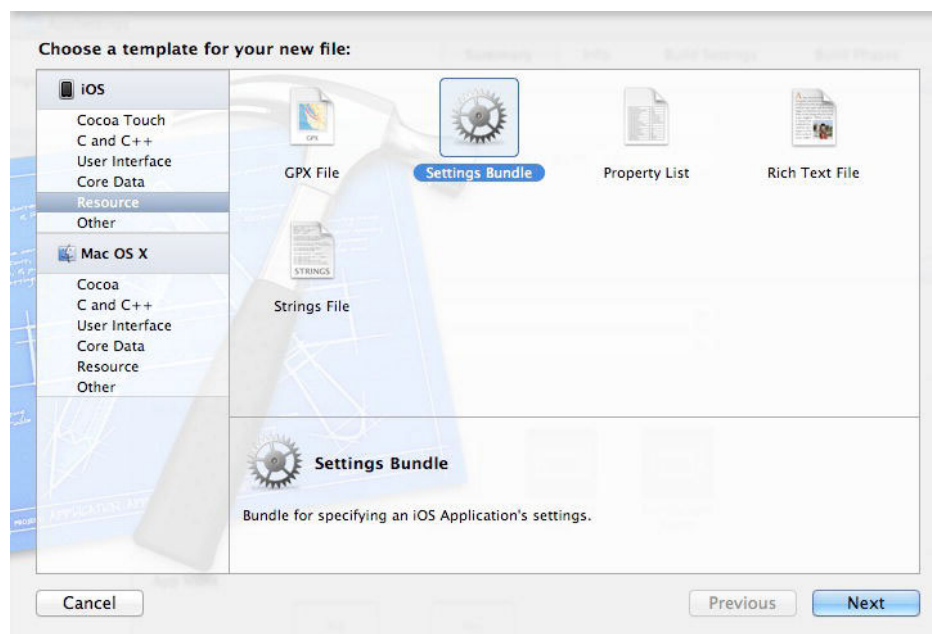 Choose a template for your new file:
iOS
Cocoa Touch
C and C++
User Interface
Core Data
Resource
Other
Mac OS X
Cocoa
C and C++
User Interface
Core Data
Resource
Other
GPX
GPX File
Settings Bundle
Property List
Rich Text File
STRINGS
Strings File
Settings Bundle
Bundle for specifying an iOS Application's settings.
Cancel
Previous
Next